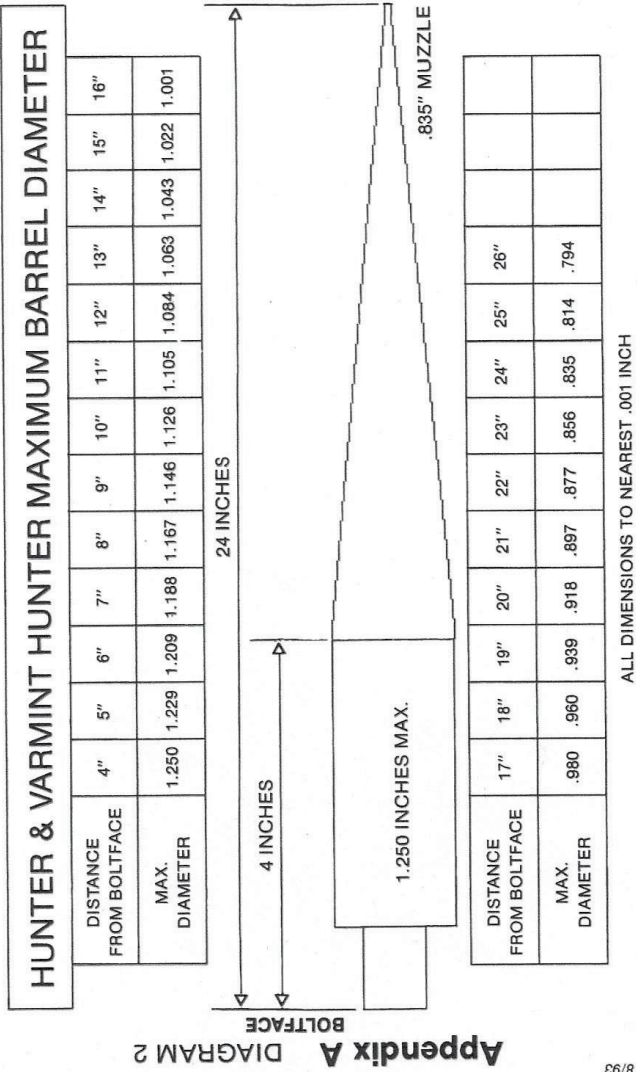 HUNTER & VARMINT HUNTER MAXIMUM BARREL DIAMETER
DISTANCE FROM BOLTFACE 4" 5" 6" 7" 8" 9" 10" 11" 12" 13" 14" 15" 16"
MAX. DIAMETER 1.250 1.229 1.209 1.188 1.167 1.146 1.126 1.105 1.084 1.063 1.043 1.022 1.001
24 INCHES
4 INCHES
BOLTFACE
1.250 INCHES MAX.
.835" MUZZLE
DISTANCE FROM BOLTFACE 17" 18" 19" 20" 21" 22" 23" 24" 25" 26"
MAX. DIAMETER .980 .960 .939 .918 .897 .877 .856 .835 .814 .794
ALL DIMENSIONS TO NEAREST .001 INCH
Appendix A DIAGRAM 2
8/93